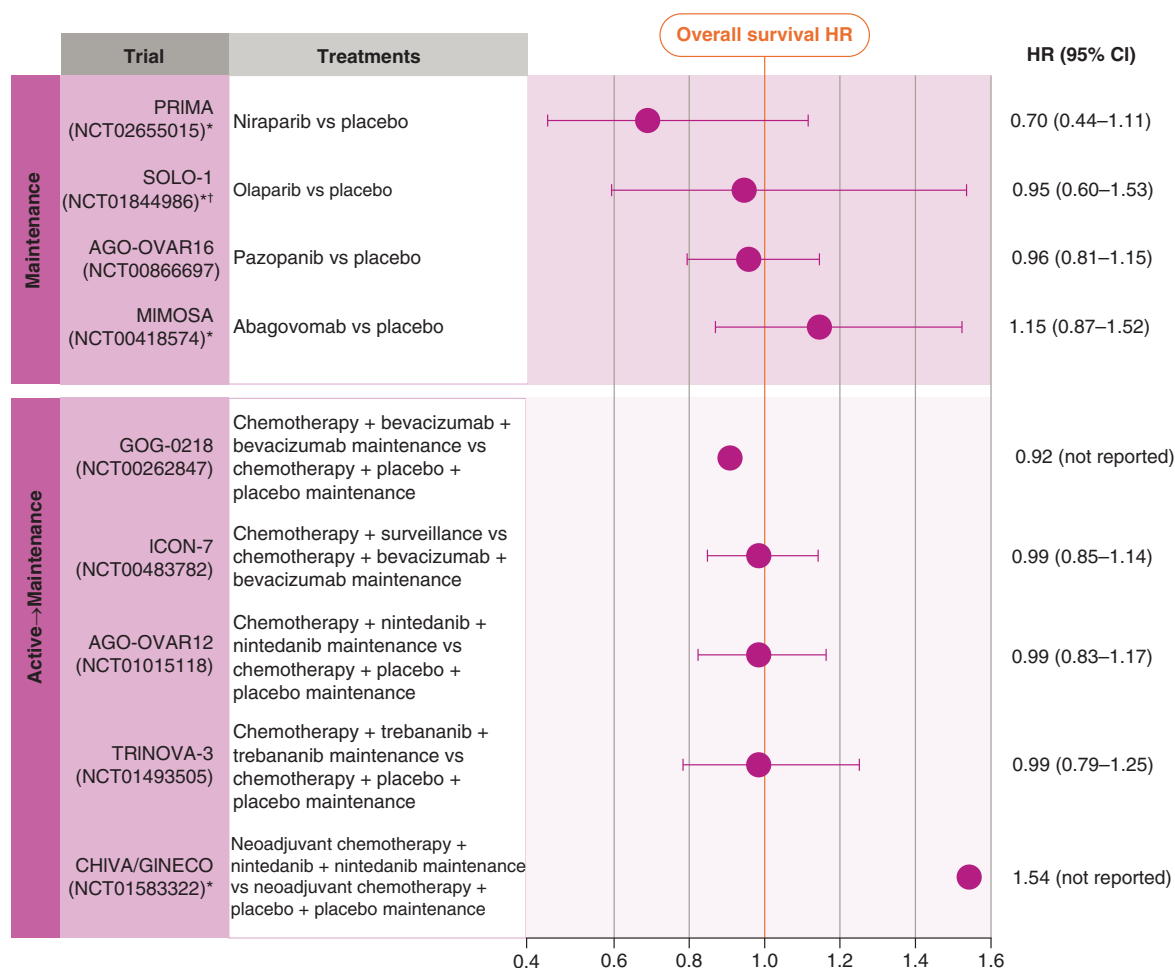 Overall survival HR
Trial
Treatments
HR (95% CI)
Maintenance
PRIMA
(NCT02655015)*
Niraparib vs placebo
0.70 (0.44–1.11)
SOLO-1
(NCT01844986)*†
Olaparib vs placebo
0.95 (0.60–1.53)
AGO-OVAR16
(NCT00866697)
Pazopanib vs placebo
0.96 (0.81–1.15)
MIMOSA
(NCT00418574)*
Abagovomab vs placebo
1.15 (0.87–1.52)
Active→Maintenance
GOG-0218
(NCT00262847)
Chemotherapy + bevacizumab +
bevacizumab maintenance vs
chemotherapy + placebo +
placebo maintenance
0.92 (not reported)
ICON-7
(NCT00483782)
Chemotherapy + surveillance vs
chemotherapy + bevacizumab +
bevacizumab maintenance
0.99 (0.85–1.14)
AGO-OVAR12
(NCT01015118)
Chemotherapy + nintedanib +
nintedanib maintenance vs
chemotherapy + placebo +
placebo maintenance
0.99 (0.83–1.17)
TRINOVA-3
(NCT01493505)
Chemotherapy + trebananib +
trebananib maintenance vs
chemotherapy + placebo +
placebo maintenance
0.99 (0.79–1.25)
CHIVA/GINECO
(NCT01583322)*
Neoadjuvant chemotherapy +
nintedanib + nintedanib maintenance
vs neoadjuvant chemotherapy +
placebo + placebo maintenance
1.54 (not reported)
0.4 0.6 0.8 1.0 1.2 1.4 1.6